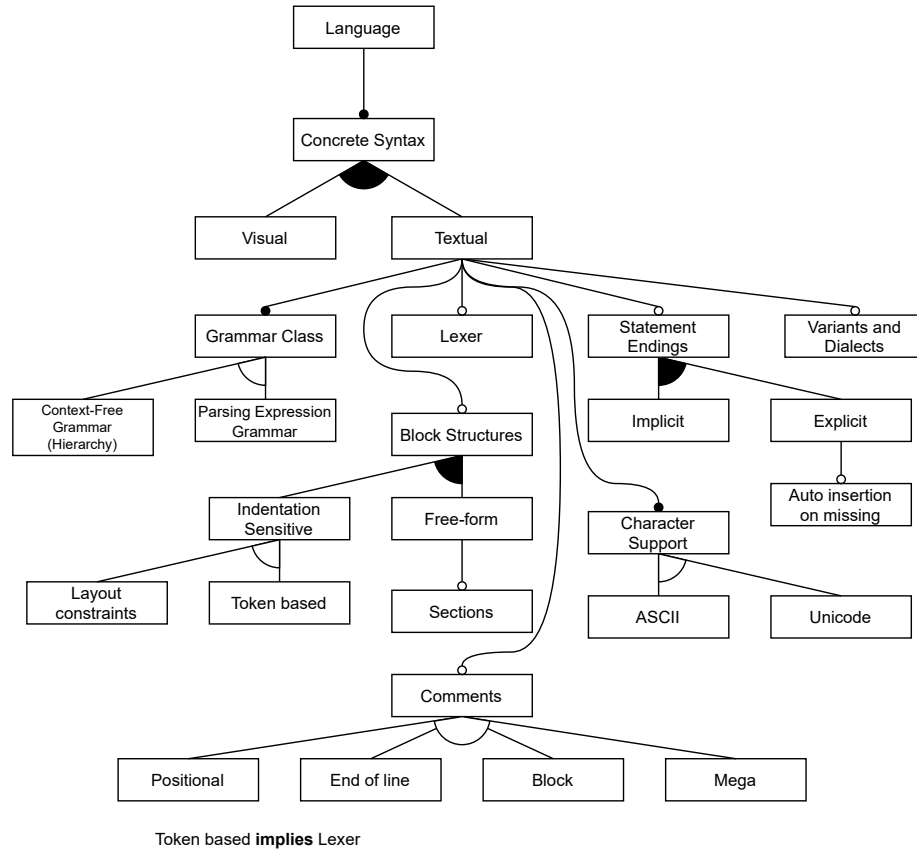 Language
Concrete Syntax
Visual
Textual
Grammar Class
Lexer
Statement
Endings
Variants and
Dialects
Context-Free
Grammar
(Hierarchy)
Parsing Expression
Grammar
Block Structures
Implicit
Explicit
Indentation
Sensitive
Free-form
Character
Support
Auto insertion
on missing
Layout
constraints
Token based
Sections
ASCII
Unicode
Comments
Positional
End of line
Block
Mega
Token based implies Lexer